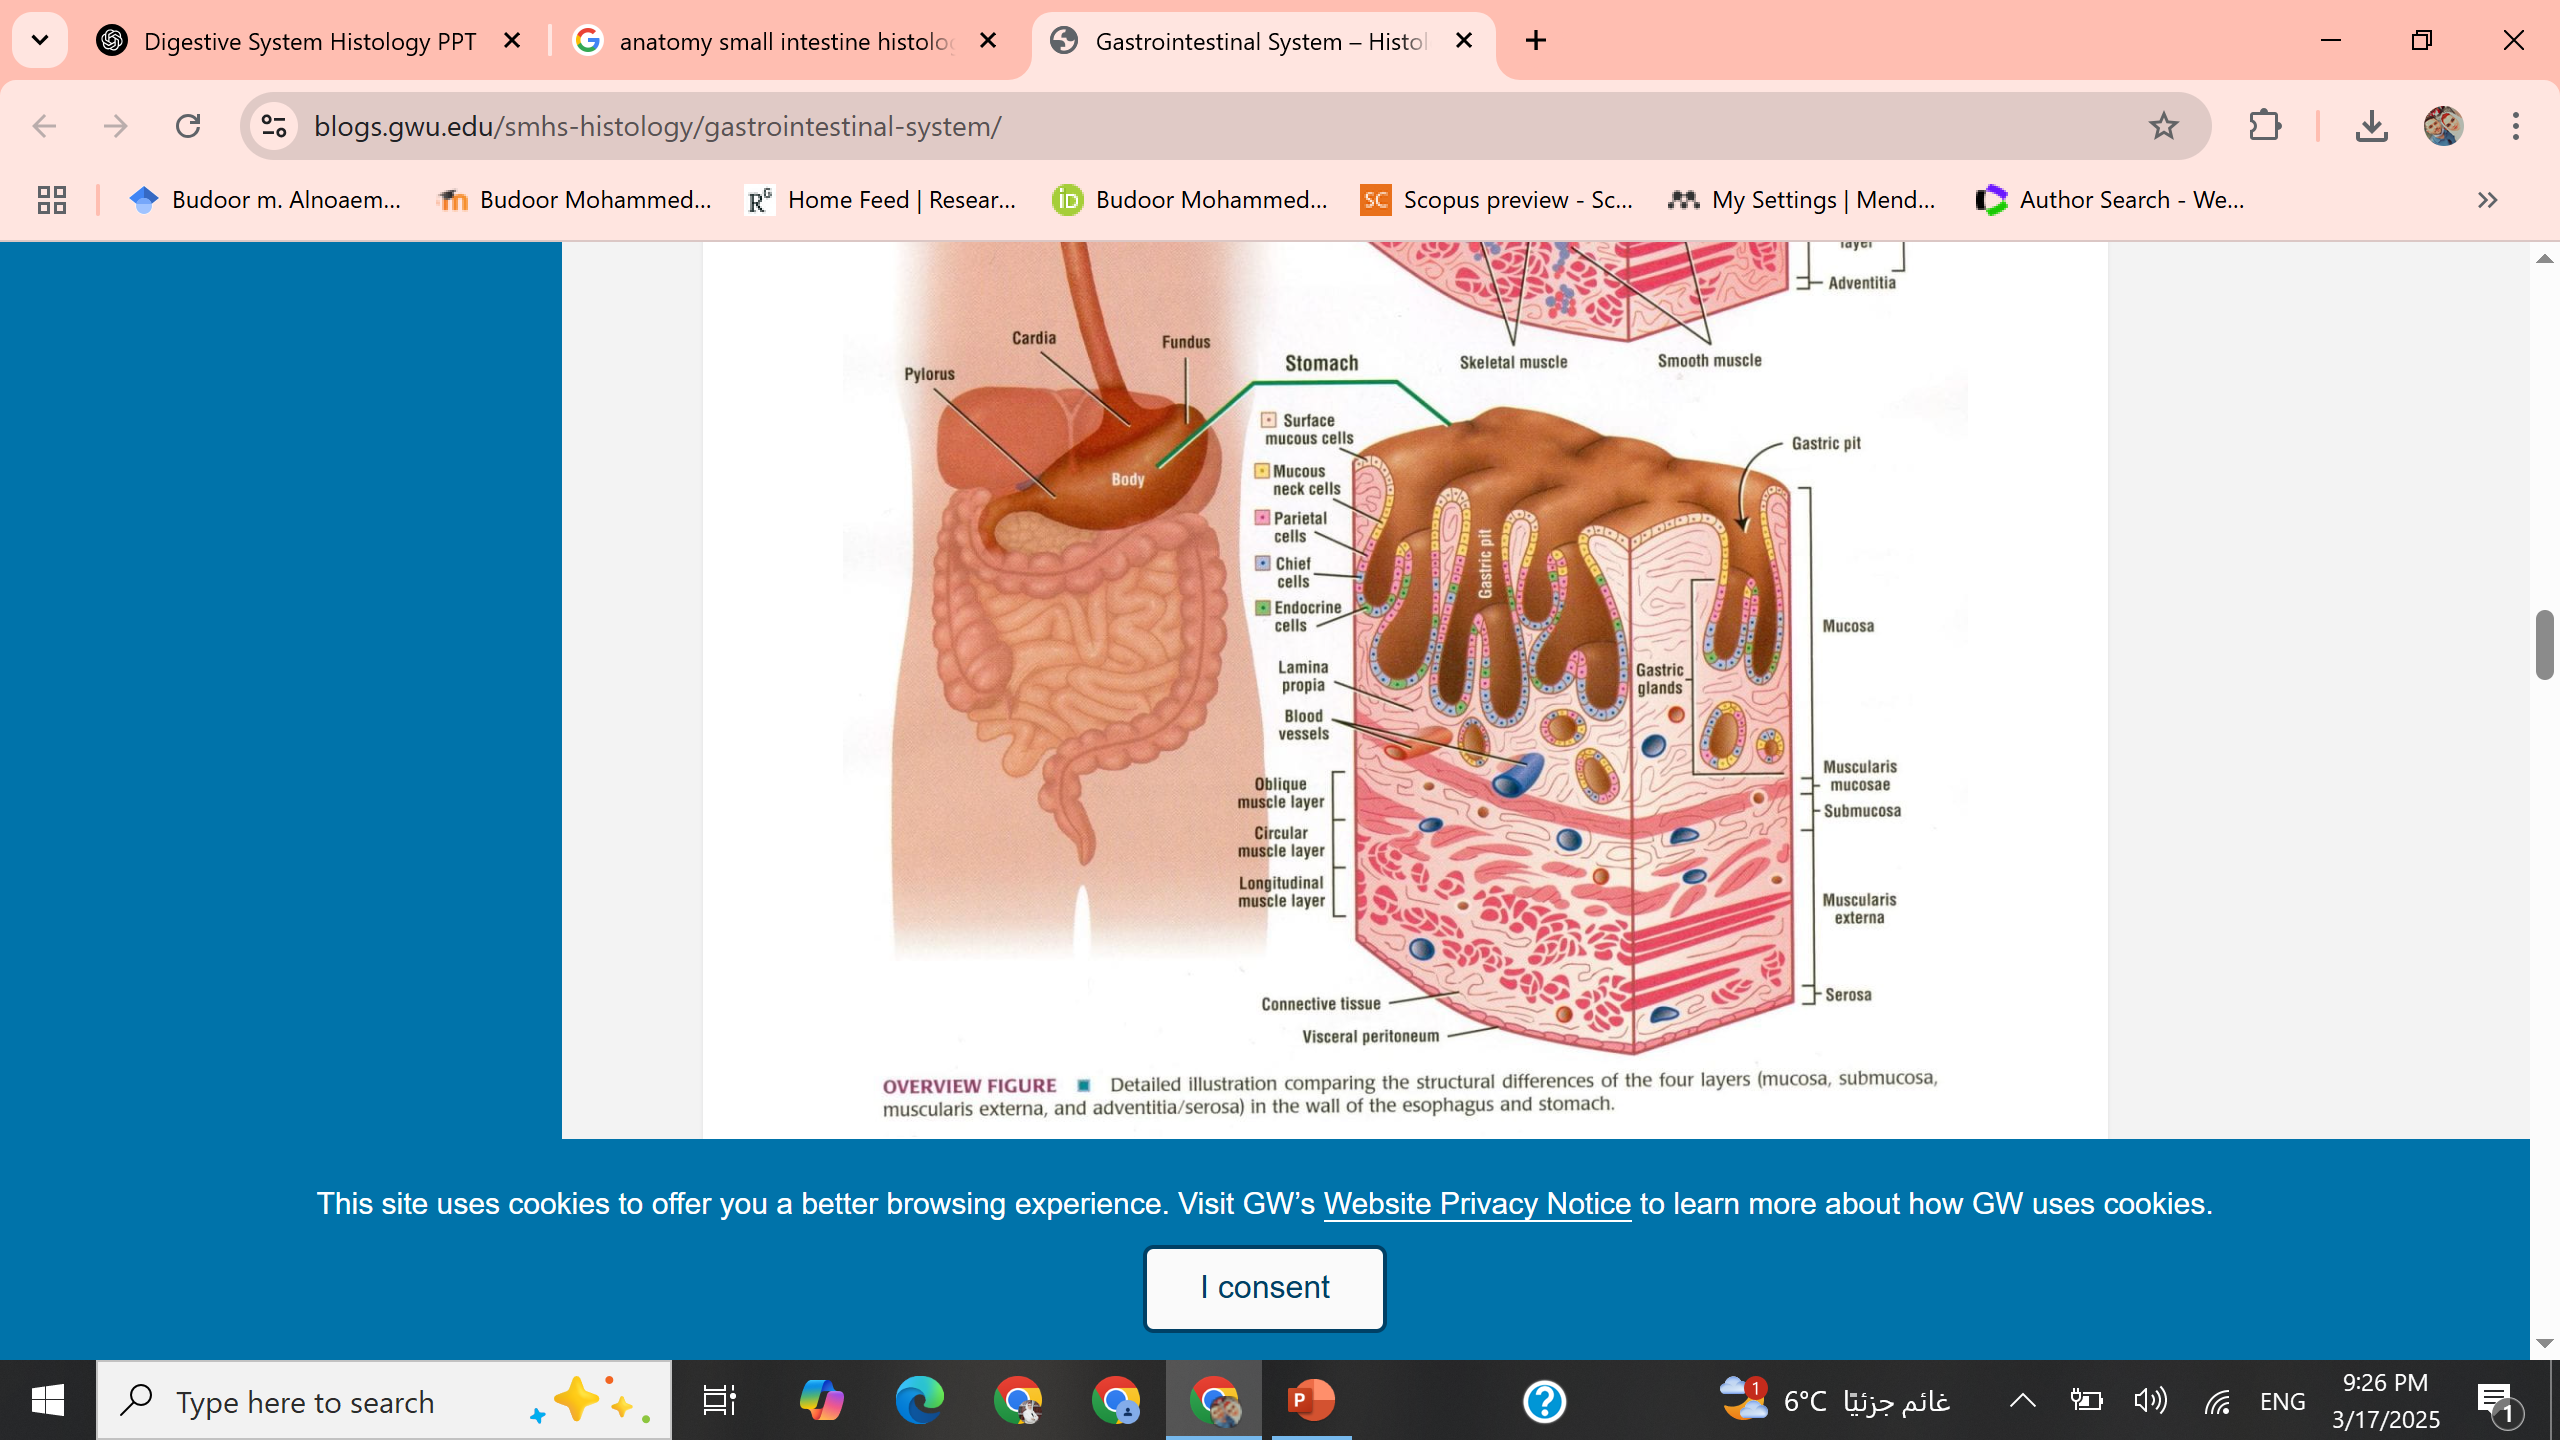 Digestive System Histology PPT
anatomy small intestine histolo
Gastrointestinal System – Histol
blogs.gwu.edu/smhs-histology/gastrointestinal-system/
Budoor m. Alnoaem...
Budoor Mohammed...
Home Feed | Resear...
Budoor Mohammed...
Scopus preview - Sc...
My Settings | Mend...
Author Search - We...
layer
Adventitia
Skeletal muscle
Smooth muscle
Cardia
Fundus
Pylorus
Body
Stomach
Surface
mucous cells
Mucous
neck cells
Parietal
cells
Chief
cells
Endocrine
cells
Lamina
propia
Blood
vessels
Oblique
muscle layer
Circular
muscle layer
Longitudinal
muscle layer
Connective tissue
Visceral peritoneum
Gastric pit
Gastric pit
Gastric
glands
Mucosa
Muscularis
mucosae
Submucosa
Muscularis
externa
Serosa
OVERVIEW FIGURE ■ Detailed illustration comparing the structural differences of the four layers (mucosa, submucosa,
muscularis externa, and adventitia/serosa) in the wall of the esophagus and stomach.
This site uses cookies to offer you a better browsing experience. Visit GW’s Website Privacy Notice to learn more about how GW uses cookies.
I consent
Type here to search
1
6°C غائم جزئيًا
ENG
9:26 PM
3/17/2025
1